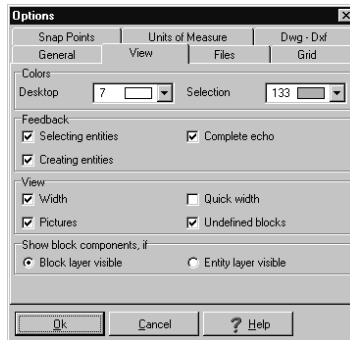 Options
Snap Points Units of Measure Dwg - Dxf
General View Files Grid
Colors
Desktop 7 Selection 133
Feedback
Selecting entities Complete echo
Creating entities
View
Width Quick width
Pictures Undefined blocks
Show block components, if
Block layer visible Entity layer visible
Ok Cancel ? Help